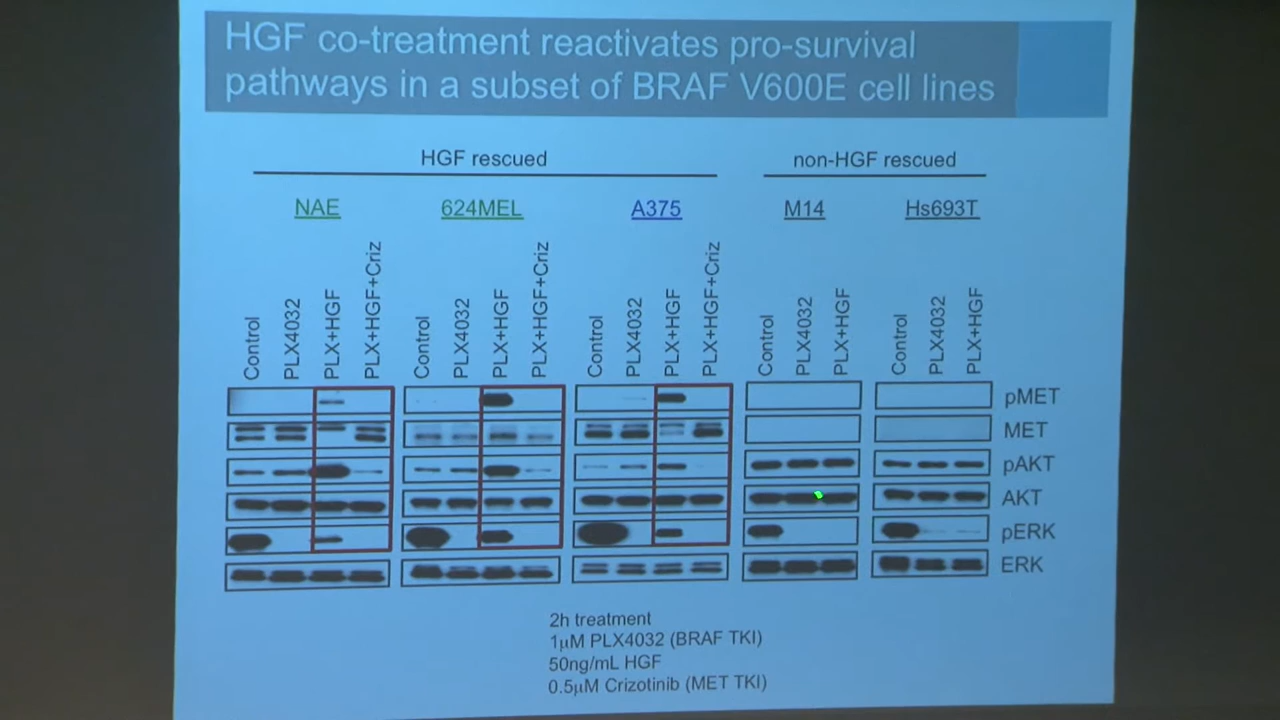 HGF co-treatment reactivates pro-survival
pathways in a subset of BRAF V600E cell lines
HGF rescued
non-HGF rescued
NAE
624MEL
A375
M14
Hs693T
Control
PLX4032
PLX+HGF
PLX+HGF+Criz
Control
PLX4032
PLX+HGF
PLX+HGF+Criz
Control
PLX4032
PLX+HGF
PLX+HGF+Criz
Control
PLX4032
PLX+HGF
Control
PLX4032
PLX+HGF
pMET
MET
pAKT
AKT
pERK
ERK
2h treatment
1µM PLX4032 (BRAF TKI)
50ng/mL HGF
0.5µM Crizotinib (MET TKI)